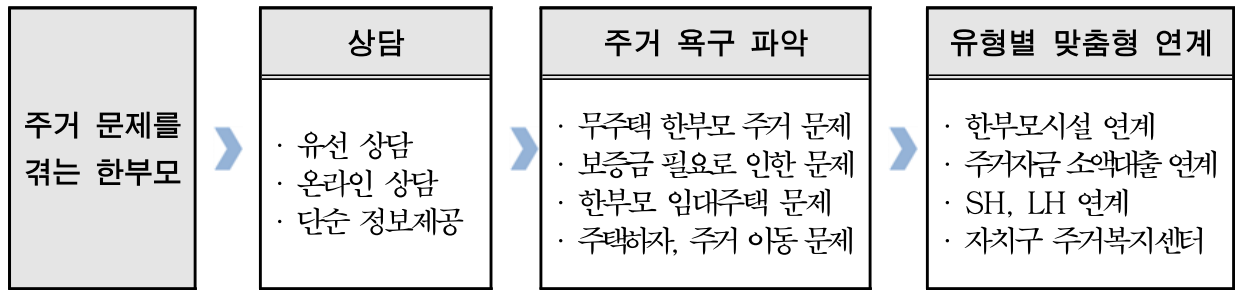 주거 문제를
겪는 한부모
상담
· 유선 상담
· 온라인 상담
· 단순 정보제공
주거 욕구 파악
· 무주택 한부모 주거 문제
· 보증금 필요로 인한 문제
· 한부모 임대주택 문제
· 주택하자, 주거 이동 문제
유형별 맞춤형 연계
· 한부모시설 연계
· 주거자금 소액대출 연계
· SH, LH 연계
· 자치구 주거복지센터